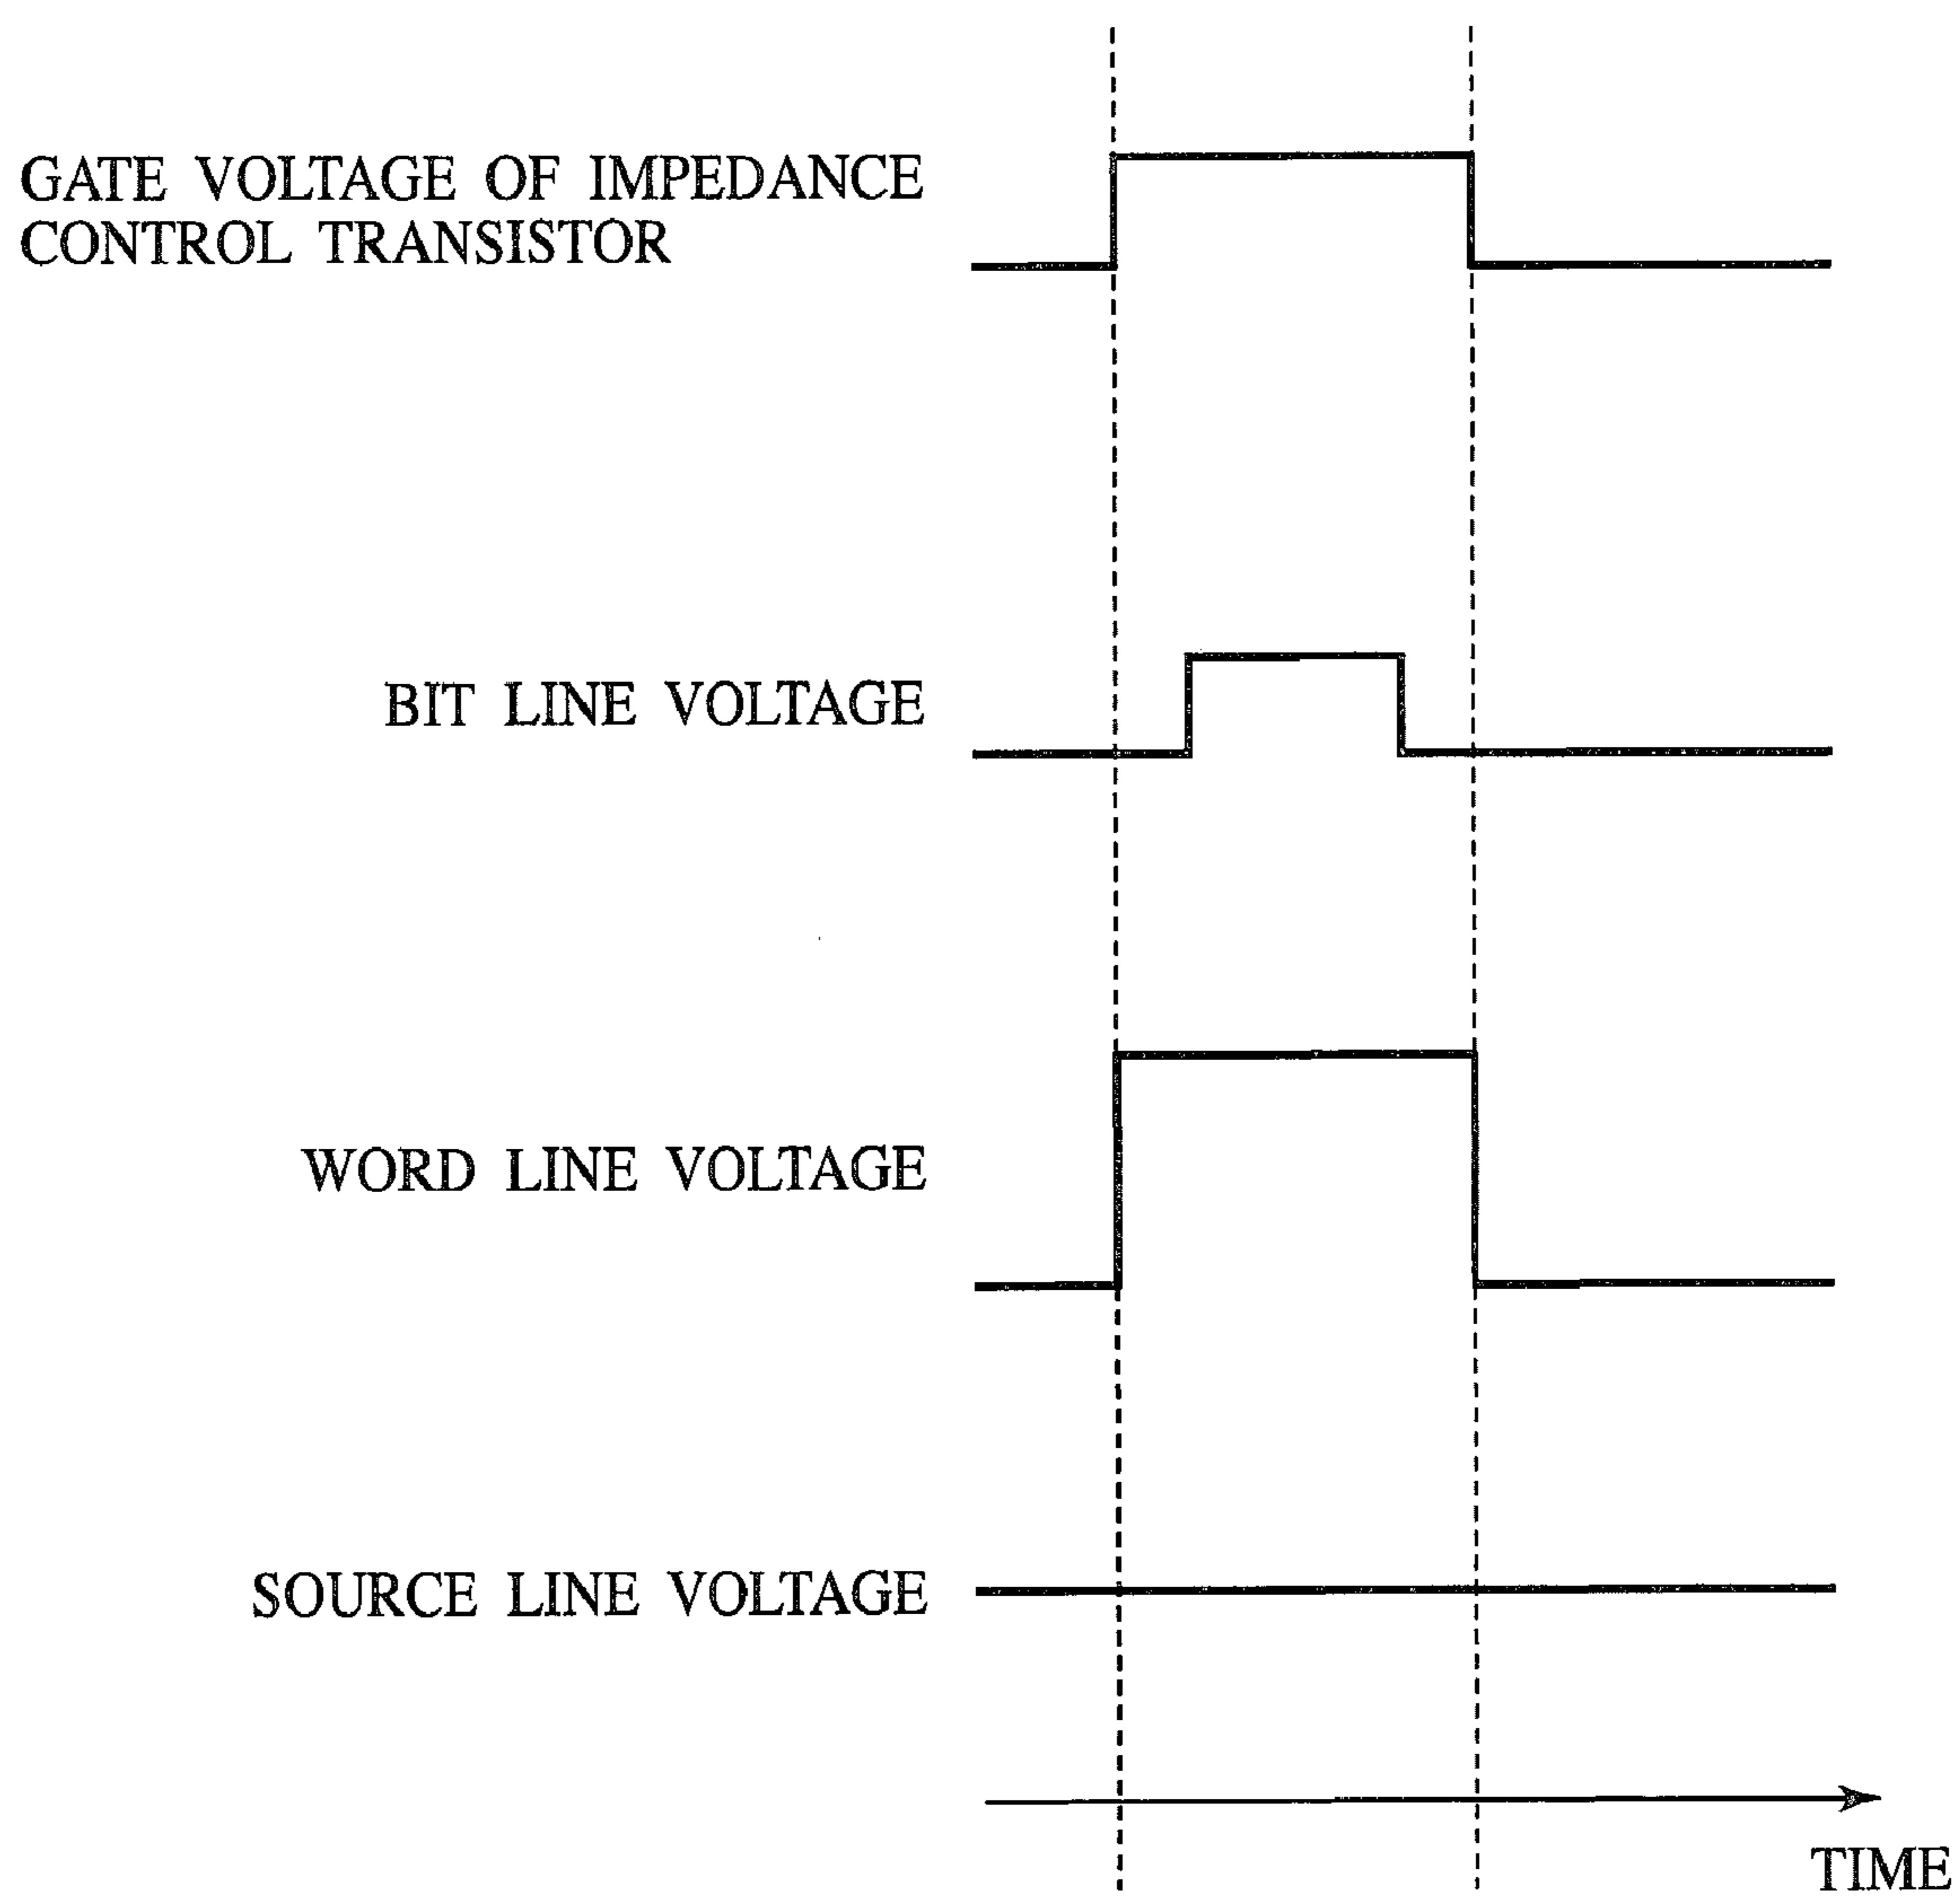 GATE VOLTAGE OF IMPEDANCE
CONTROL TRANSISTOR
BIT LINE VOLTAGE
WORD LINE VOLTAGE
SOURCE LINE VOLTAGE
TIME